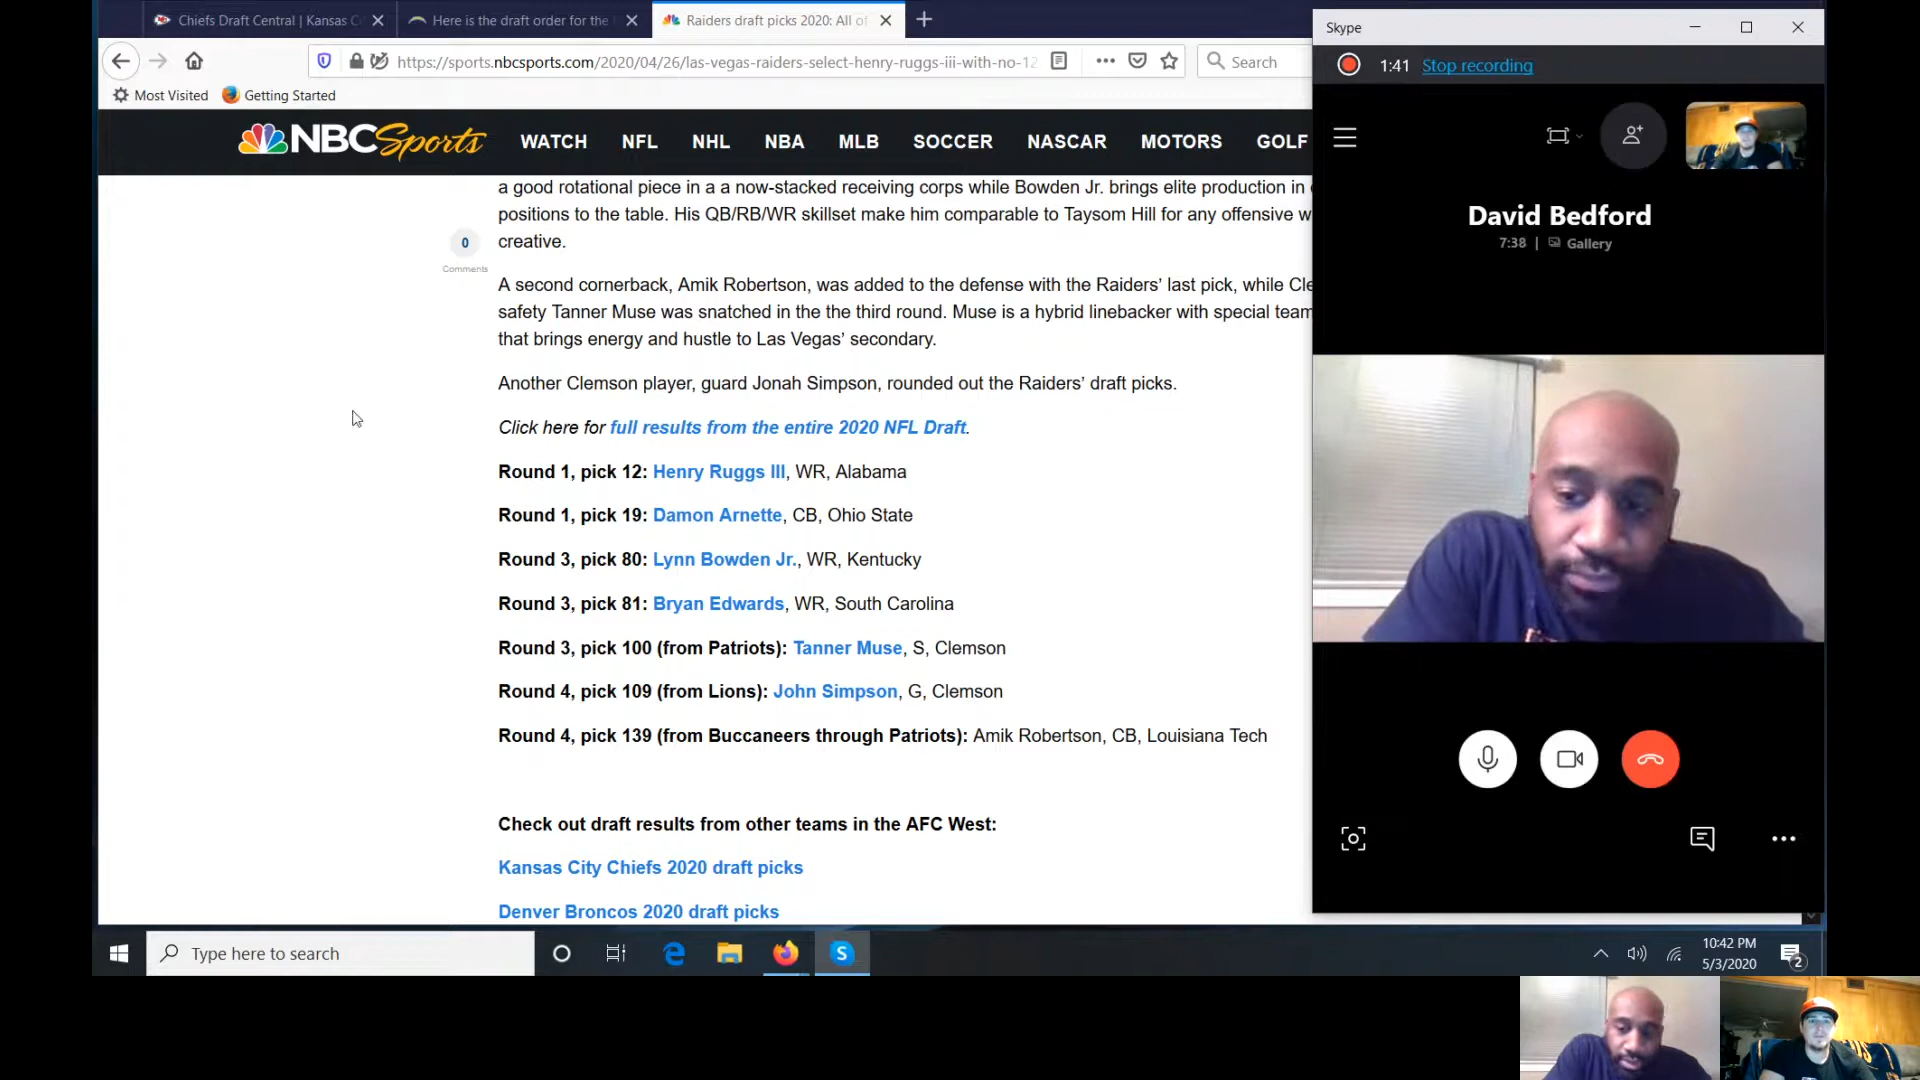 Chiefs Draft Central | Kansas C
Here is the draft order for the
Raiders draft picks 2020: All of
https://sports.nbcsports.com/2020/04/26/las-vegas-raiders-select-henry-ruggs-iii-with-no-12
Search
Most Visited
Getting Started
NBC Sports
WATCH NFL NHL NBA MLB SOCCER NASCAR MOTORS GOLF
a good rotational piece in a a now-stacked receiving corps while Bowden Jr. brings elite production in
positions to the table. His QB/RB/WR skillset make him comparable to Taysom Hill for any offensive
creative.
0
Comments
A second cornerback, Amik Robertson, was added to the defense with the Raiders’ last pick, while Cle
safety Tanner Muse was snatched in the the third round. Muse is a hybrid linebacker with special team
that brings energy and hustle to Las Vegas’ secondary.
Another Clemson player, guard Jonah Simpson, rounded out the Raiders’ draft picks.
Click here for full results from the entire 2020 NFL Draft.
Round 1, pick 12: Henry Ruggs III, WR, Alabama
Round 1, pick 19: Damon Arnette, CB, Ohio State
Round 3, pick 80: Lynn Bowden Jr., WR, Kentucky
Round 3, pick 81: Bryan Edwards, WR, South Carolina
Round 3, pick 100 (from Patriots): Tanner Muse, S, Clemson
Round 4, pick 109 (from Lions): John Simpson, G, Clemson
Round 4, pick 139 (from Buccaneers through Patriots): Amik Robertson, CB, Louisiana Tech
Check out draft results from other teams in the AFC West:
Kansas City Chiefs 2020 draft picks
Denver Broncos 2020 draft picks
Skype
1:41 Stop recording
David Bedford
7:38 | Gallery
Type here to search
10:42 PM
5/3/2020
2